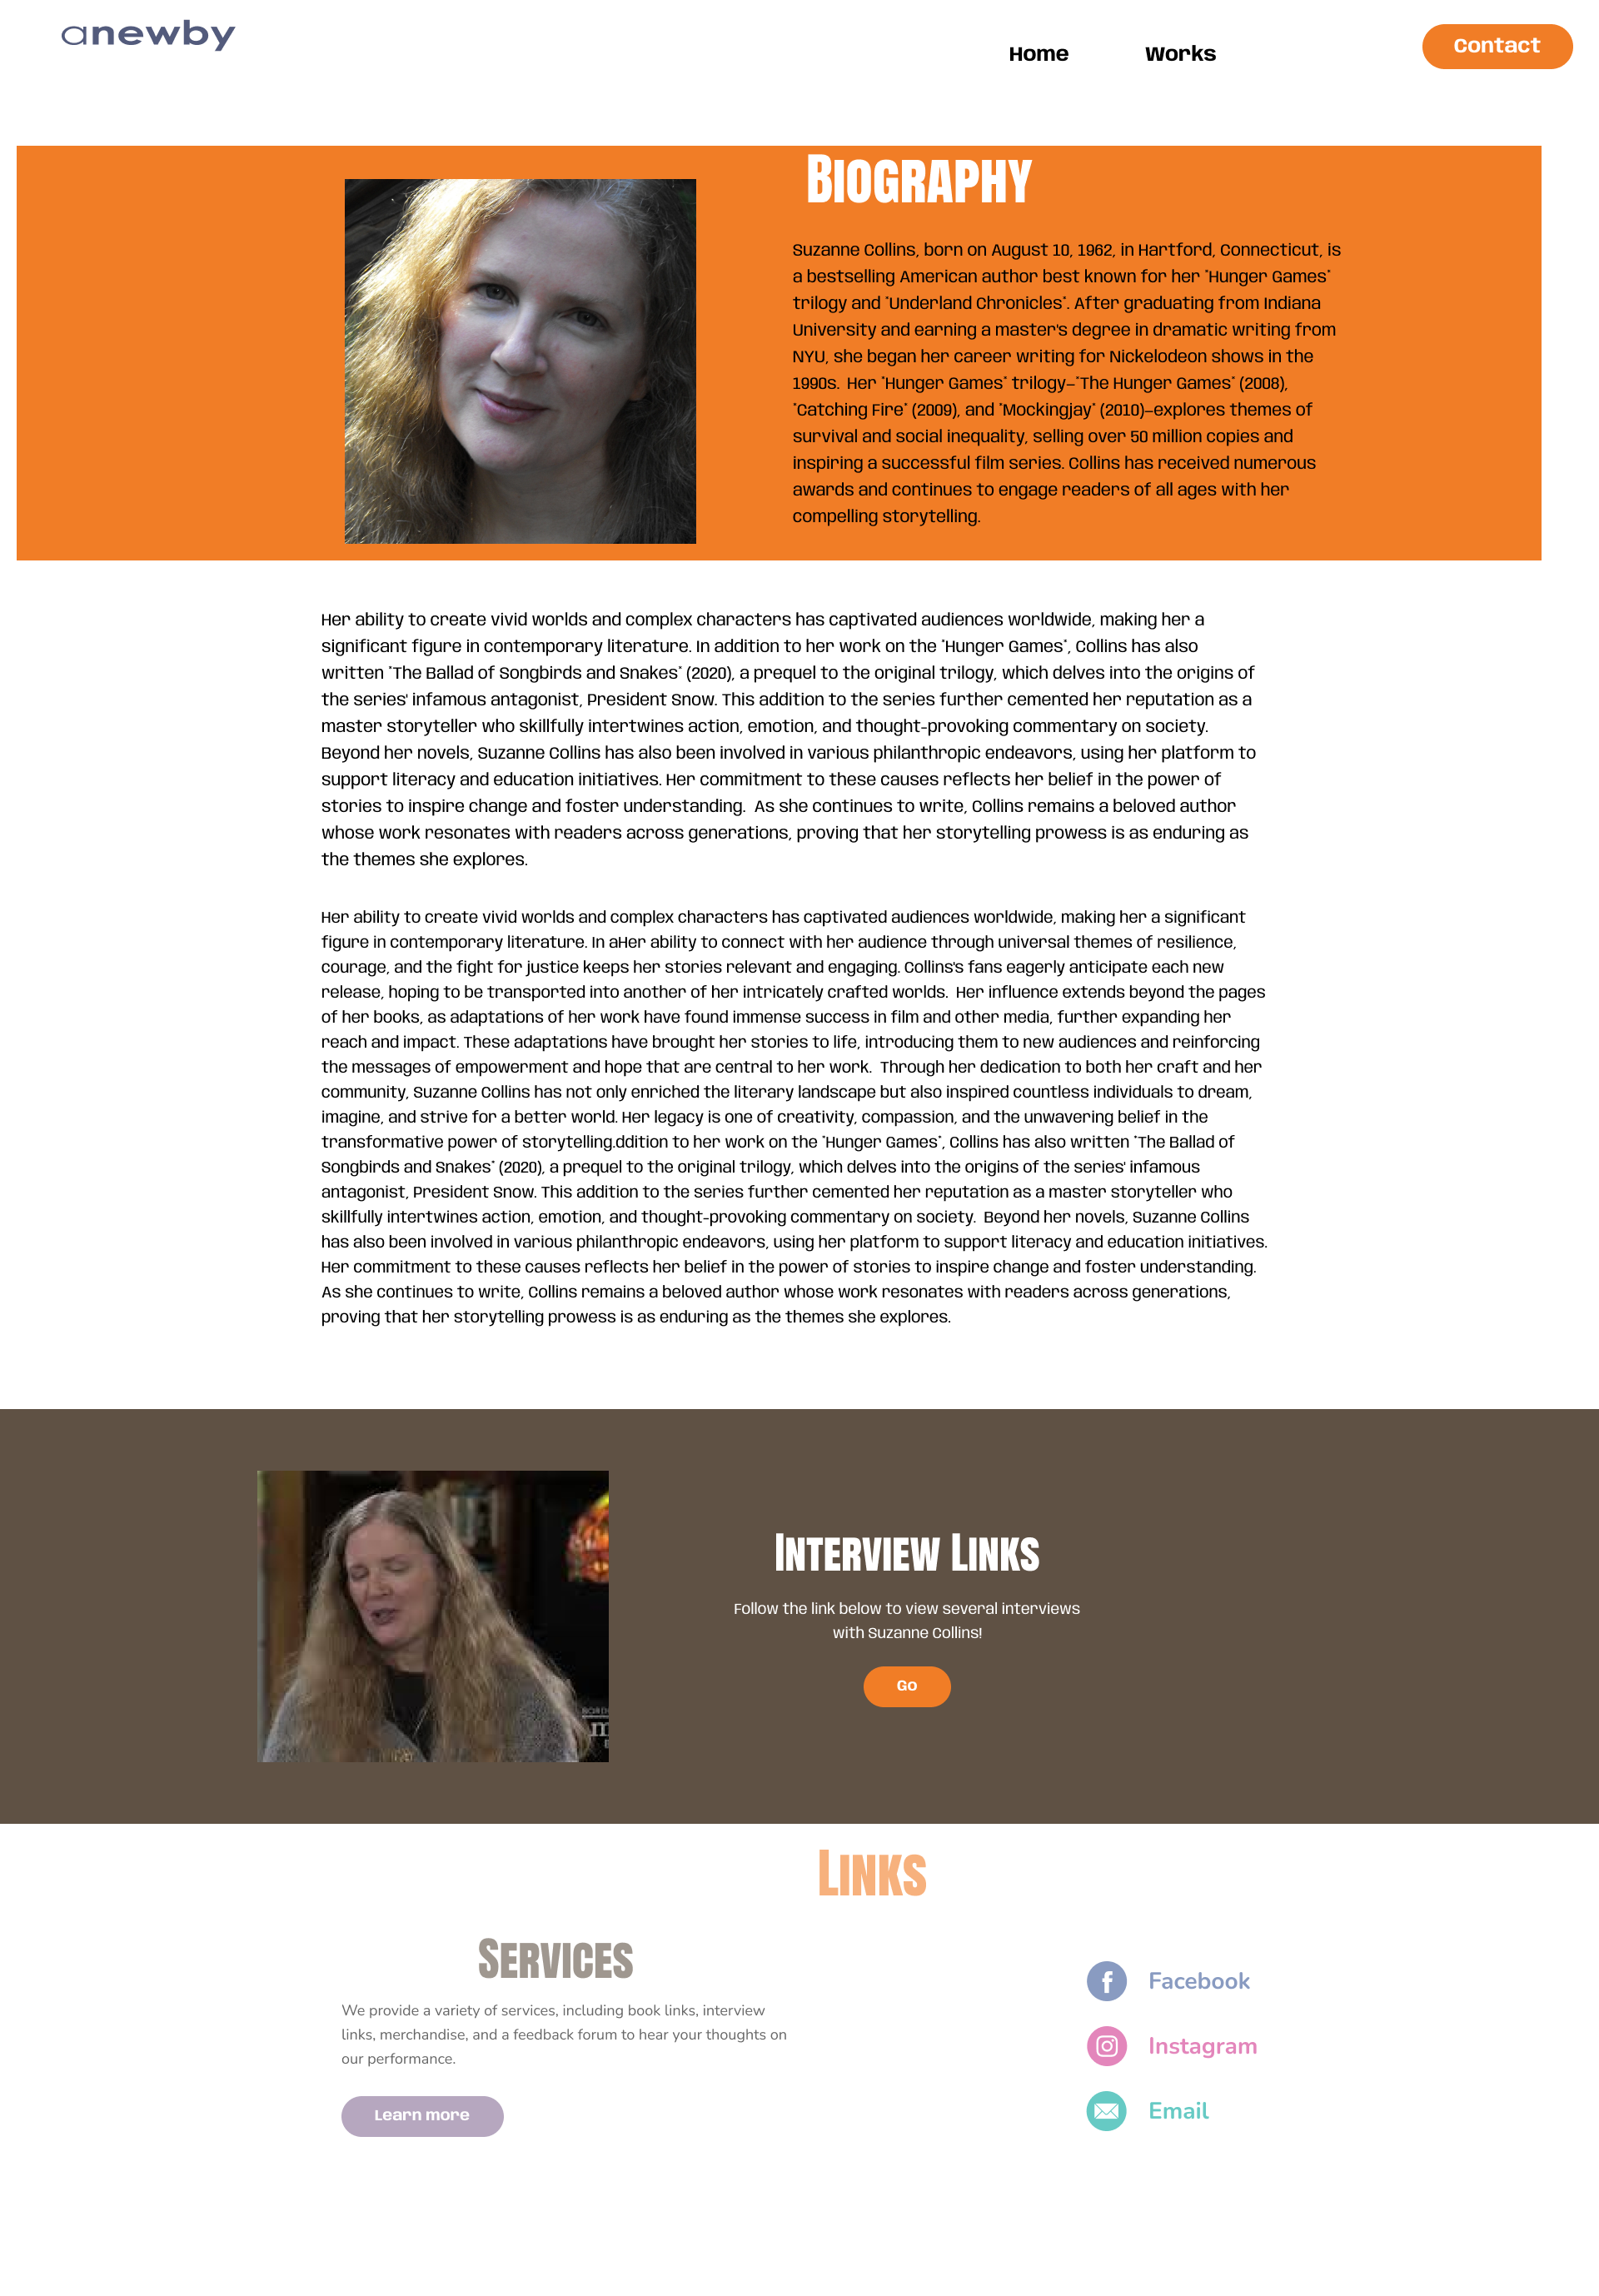 anewby
Home Works Contact
BIOGRAPHY
Suzanne Collins, born on August 10, 1962, in Hartford, Connecticut, is
a bestselling American author best known for her "Hunger Games"
trilogy and "Underland Chronicles". After graduating from Indiana
University and earning a master's degree in dramatic writing from
NYU, she began her career writing for Nickelodeon shows in the
1990s. Her "Hunger Games" trilogy—"The Hunger Games" (2008),
"Catching Fire" (2009), and "Mockingjay" (2010)—explores themes of
survival and social inequality, selling over 50 million copies and
inspiring a successful film series. Collins has received numerous
awards and continues to engage readers of all ages with her
compelling storytelling.
Her ability to create vivid worlds and complex characters has captivated audiences worldwide, making her a
significant figure in contemporary literature. In addition to her work on the "Hunger Games", Collins has also
written "The Ballad of Songbirds and Snakes" (2020), a prequel to the original trilogy, which delves into the origins of
the series' infamous antagonist, President Snow. This addition to the series further cemented her reputation as a
master storyteller who skillfully intertwines action, emotion, and thought-provoking commentary on society.
Beyond her novels, Suzanne Collins has also been involved in various philanthropic endeavors, using her platform to
support literacy and education initiatives. Her commitment to these causes reflects her belief in the power of
stories to inspire change and foster understanding. As she continues to write, Collins remains a beloved author
whose work resonates with readers across generations, proving that her storytelling prowess is as enduring as
the themes she explores.
Her ability to create vivid worlds and complex characters has captivated audiences worldwide, making her a significant
figure in contemporary literature. In aHer ability to connect with her audience through universal themes of resilience,
courage, and the fight for justice keeps her stories relevant and engaging. Collins's fans eagerly anticipate each new
release, hoping to be transported into another of her intricately crafted worlds. Her influence extends beyond the pages
of her books, as adaptations of her work have found immense success in film and other media, further expanding her
reach and impact. These adaptations have brought her stories to life, introducing them to new audiences and reinforcing
the messages of empowerment and hope that are central to her work. Through her dedication to both her craft and her
community, Suzanne Collins has not only enriched the literary landscape but also inspired countless individuals to dream,
imagine, and strive for a better world. Her legacy is one of creativity, compassion, and the unwavering belief in the
transformative power of storytelling.ddition to her work on the "Hunger Games", Collins has also written "The Ballad of
Songbirds and Snakes" (2020), a prequel to the original trilogy, which delves into the origins of the series' infamous
antagonist, President Snow. This addition to the series further cemented her reputation as a master storyteller who
skillfully intertwines action, emotion, and thought-provoking commentary on society. Beyond her novels, Suzanne Collins
has also been involved in various philanthropic endeavors, using her platform to support literacy and education initiatives.
Her commitment to these causes reflects her belief in the power of stories to inspire change and foster understanding.
As she continues to write, Collins remains a beloved author whose work resonates with readers across generations,
proving that her storytelling prowess is as enduring as the themes she explores.
INTERVIEW LINKS
Follow the link below to view several interviews
with Suzanne Collins!
Go
LINKS
SERVICES
We provide a variety of services, including book links, interview
links, merchandise, and a feedback forum to hear your thoughts on
our performance.
Learn more
Facebook
Instagram
Email